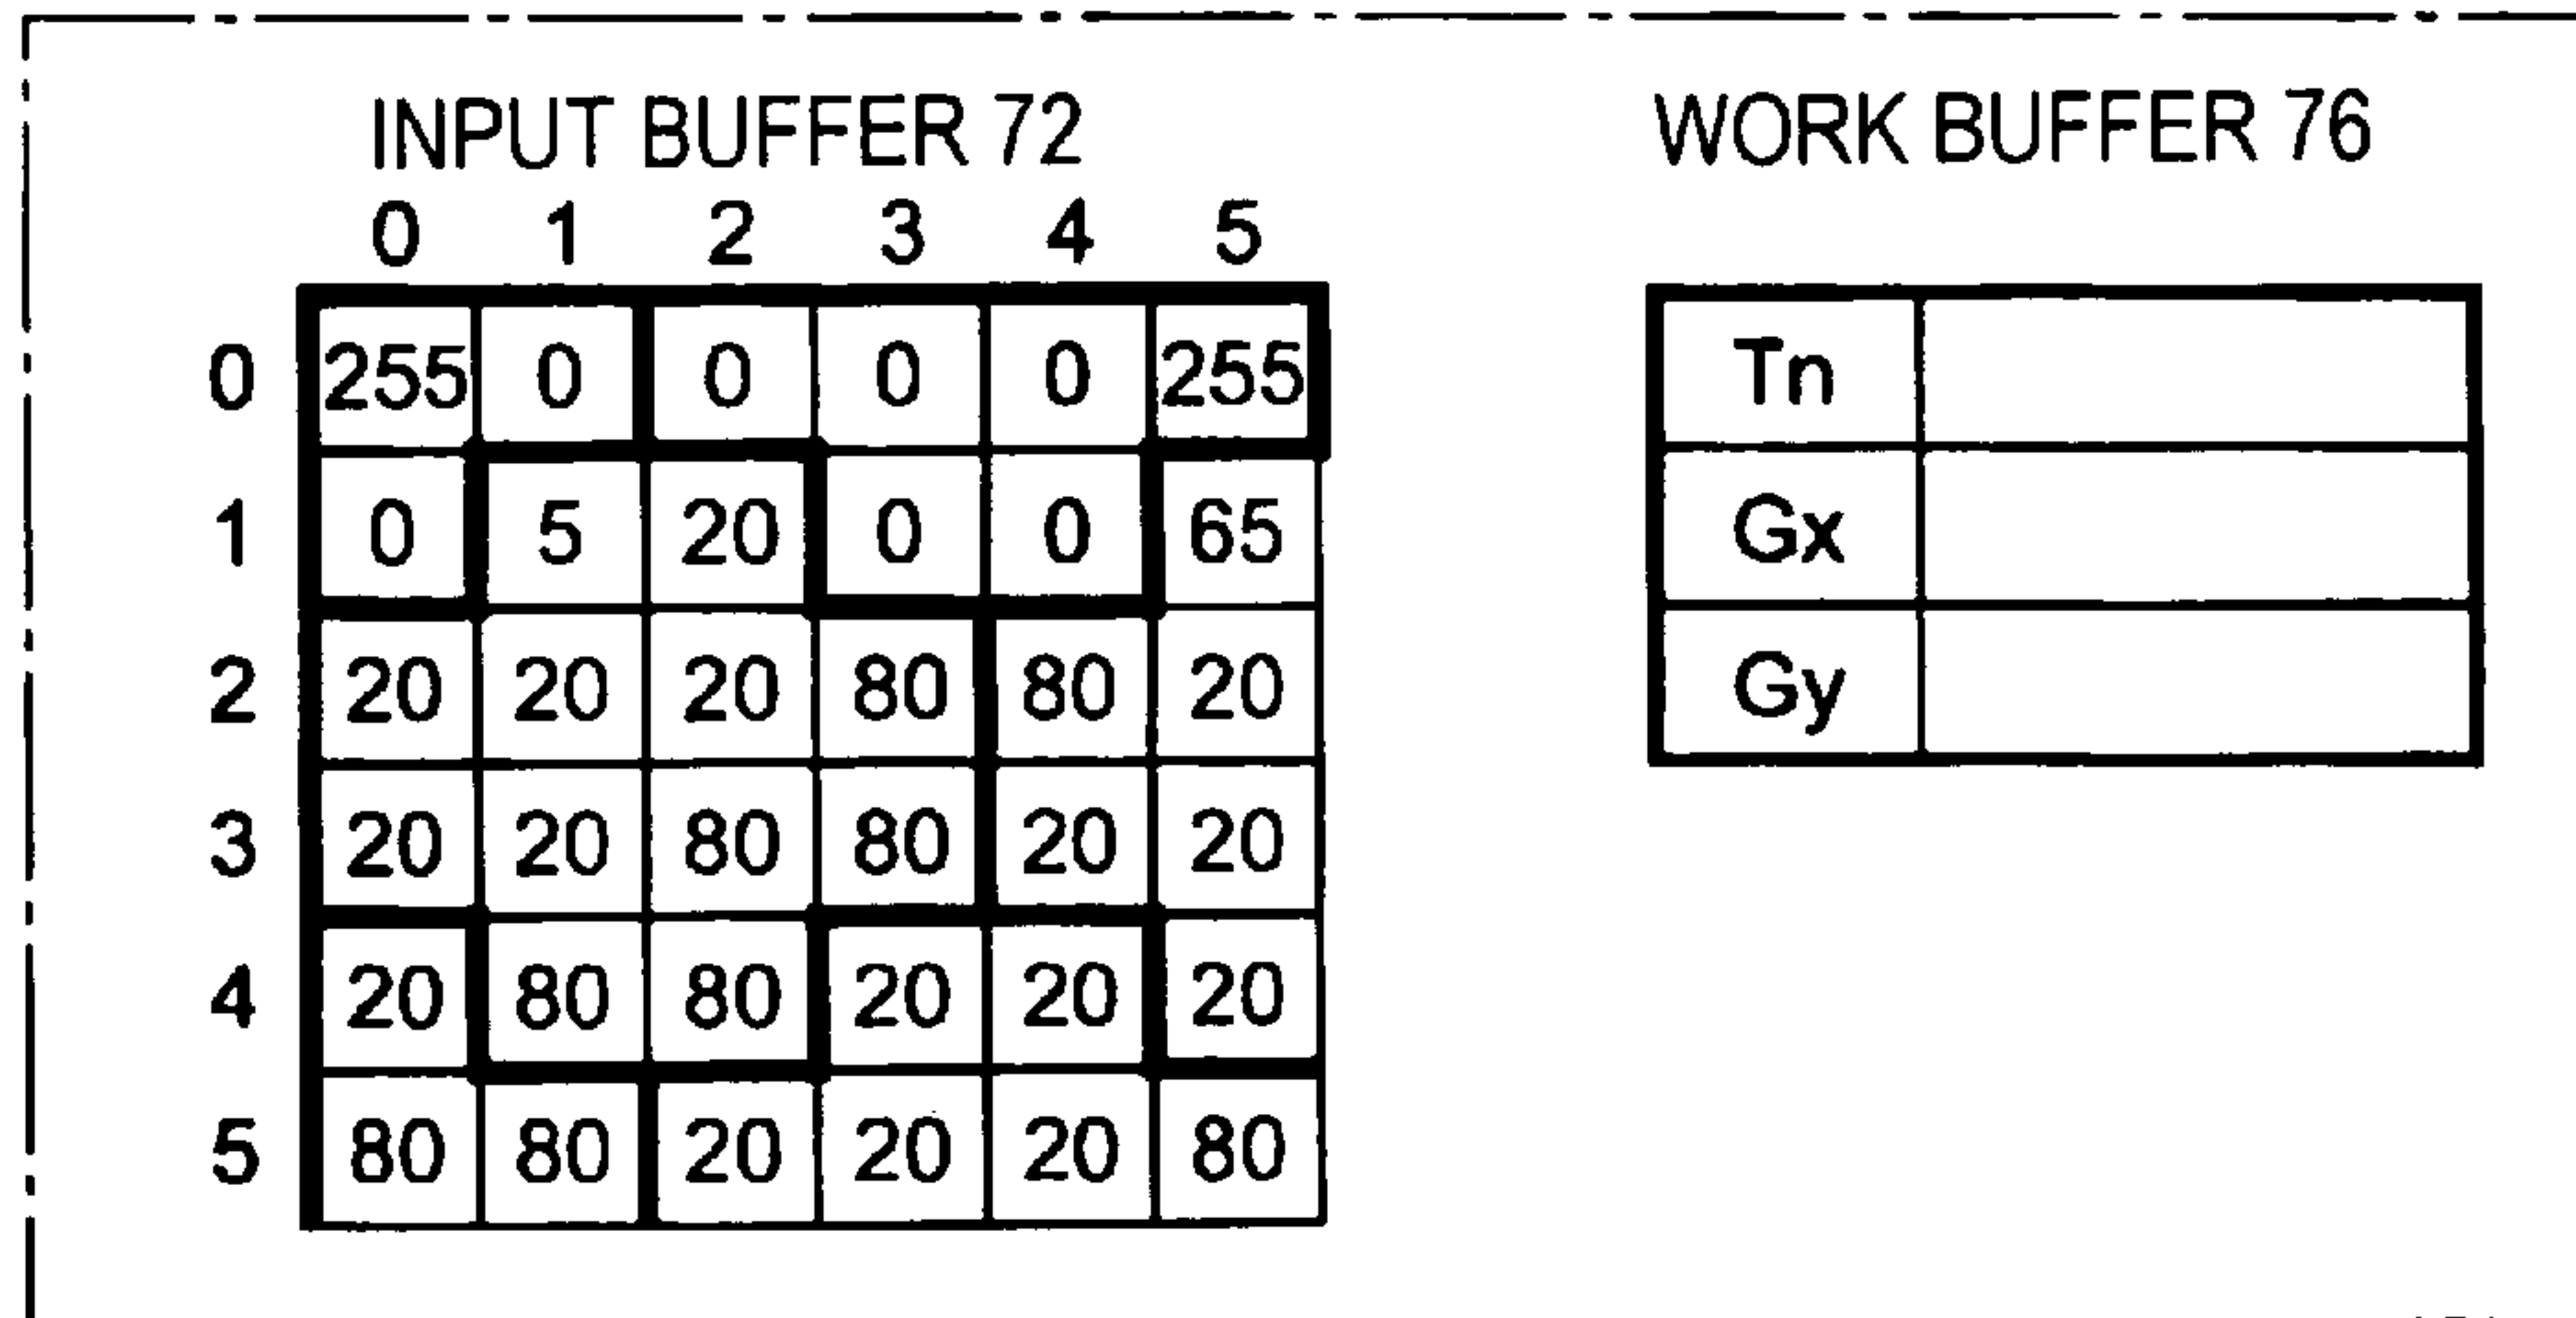 INPUT BUFFER 72
0 1 2 3 4 5
0 255 0 0 0 0 255
1 0 5 20 0 0 65
2 20 20 20 80 80 20
3 20 20 80 80 20 20
4 20 80 80 20 20 20
5 80 80 20 20 20 80
WORK BUFFER 76
Tn
Gx
Gy